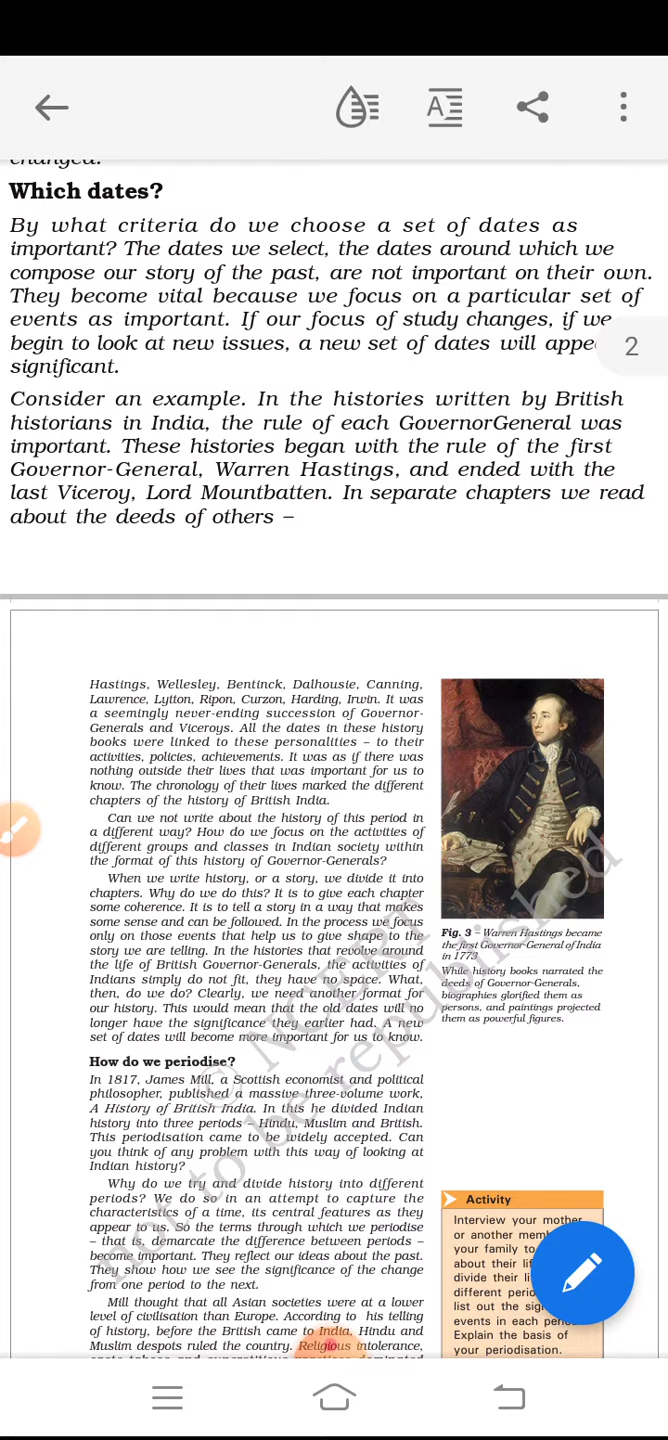 changed.
Which dates?
By what criteria do we choose a set of dates as
important? The dates we select, the dates around which we
compose our story of the past, are not important on their own.
They become vital because we focus on a particular set of
events as important. If our focus of study changes, if we
begin to look at new issues, a new set of dates will appe
2
significant.
Consider an example. In the histories written by British
historians in India, the rule of each GovernorGeneral was
important. These histories began with the rule of the first
Governor-General, Warren Hastings, and ended with the
last Viceroy, Lord Mountbatten. In separate chapters we read
about the deeds of others –
Hastings, Wellesley, Bentinck, Dalhousie, Canning,
Lawrence, Lytton, Ripon, Curzon, Harding, Irwin. It was
a seemingly never-ending succession of Governor-
Generals and Viceroys. All the dates in these history
books were linked to these personalities – to their
activities, policies, achievements. It was as if there was
nothing outside their lives that was important for us to
know. The chronology of their lives marked the different
chapters of the history of British India.
Can we not write about the history of this period in
a different way? How do we focus on the activities of
different groups and classes in Indian society within
the format of this history of Governor-Generals?
When we write history, or a story, we divide it into
chapters. Why do we do this? It is to give each chapter
some coherence. It is to tell a story in a way that makes
some sense and can be followed. In the process we focus
only on those events that help us to give shape to the
story we are telling. In the histories that revolve around
the life of British Governor-Generals, the activities of
Indians simply do not fit, they have no space. What,
then, do we do? Clearly, we need another format for
our history. This would mean that the old dates will no
longer have the significance they earlier had. A new
set of dates will become more important for us to know.
How do we periodise?
In 1817, James Mill, a Scottish economist and political
philosopher, published a massive three-volume work,
A History of British India. In this he divided Indian
history into three periods – Hindu, Muslim and British.
This periodisation came to be widely accepted. Can
you think of any problem with this way of looking at
Indian history?
Why do we try and divide history into different
periods? We do so in an attempt to capture the
characteristics of a time, its central features as they
appear to us. So the terms through which we periodise
– that is, demarcate the difference between periods –
become important. They reflect our ideas about the past.
They show how we see the significance of the change
from one period to the next.
Mill thought that all Asian societies were at a lower
level of civilisation than Europe. According to his telling
of history, before the British came to India, Hindu and
Muslim despots ruled the country. Religious intolerance,
Fig. 3 – Warren Hastings became
the first Governor-General of India
in 1773
While history books narrated the
deeds of Governor-Generals,
biographies glorified them as
persons, and paintings projected
them as powerful figures.
Activity
Interview your mother
or another mem
your family to
about their li
divide their li
different perio
list out the sig
events in each peri
Explain the basis of
your periodisation.
© NCERT
not to be republished